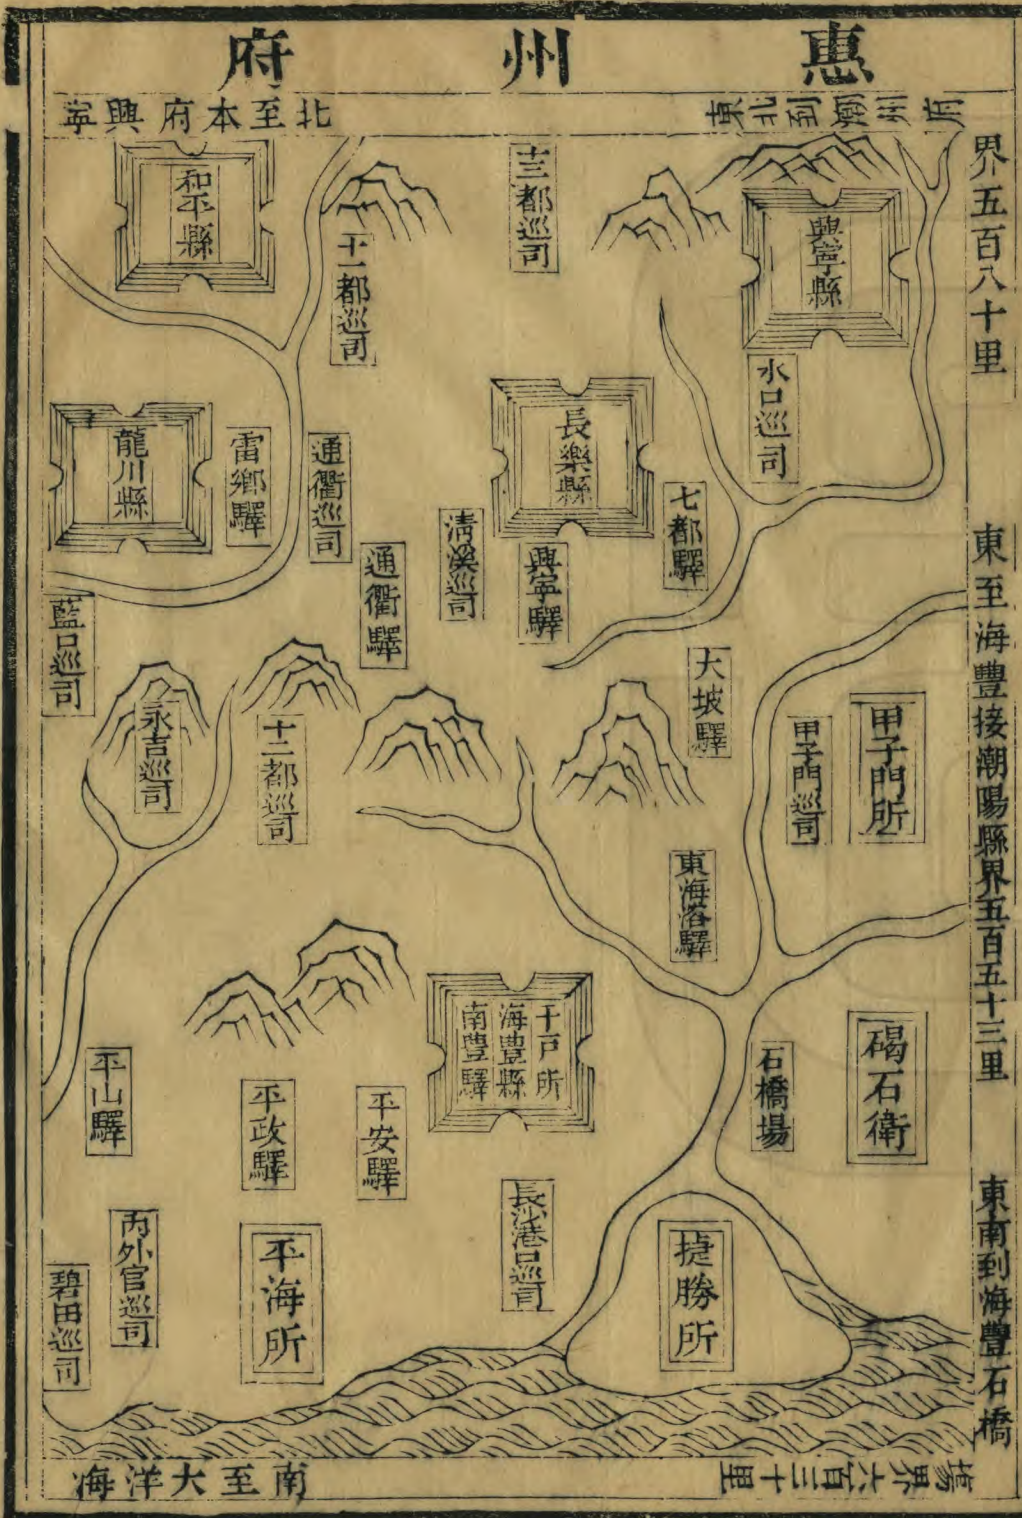 惠州府
東北到潮州府
界五百八十里
東至海豐接潮陽縣界五百五十三里
東南到海豐石橋
場界六百三十里
南至大洋海
北至本府興寧
興寧縣
水口巡司
十三都巡司
十一都巡司
和平縣
長樂縣
七都驛
興寧驛
清溪巡司
通衢巡司
通衢驛
雷鄉驛
龍川縣
藍口巡司
大坡驛
甲子門所
甲子門巡司
十二都巡司
永吉巡司
東海滘驛
碣石衛
石橋場
千戶所
海豐縣
南豐驛
平安驛
平政驛
平山驛
捷勝所
長沙港口巡司
平海所
內外官巡司
碧田巡司